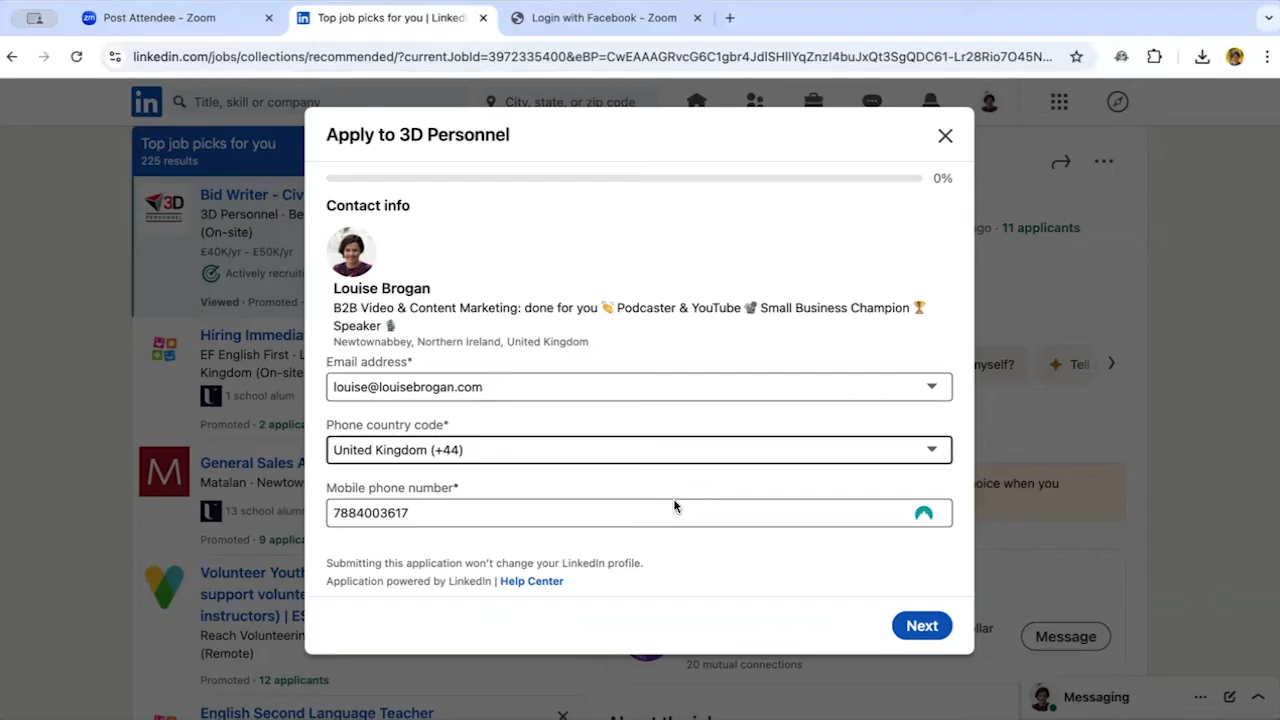 Post Attendee - Zoom
Top job picks for you | Linked
Login with Facebook - Zoom
linkedin.com/jobs/collections/recommended/?currentJobId=3972335400&eBP=CwEAAAGRvcG6C1gbr4JdlSHllYqZnzI4buJxQt3SgQDC61-Lr28Rio7O45N...
in
Title, skill or company
City, state, or zip code
Top job picks for you
225 results
3D
Bid Writer - Civ
3D Personnel · Be
(On-site)
£40K/yr - £50K/yr
Actively recruiti
Viewed · Promoted ·
Hiring Immedia
EF English First · L
Kingdom (On-site
1 school alum
Promoted · 2 applica
M
General Sales A
Matalan · Newtow
13 school alum
Promoted · 9 applica
Volunteer Youth
support volunte
instructors) | ES
Reach Volunteerin
(Remote)
Promoted · 12 applicants
English Second Language Teacher
Apply to 3D Personnel
0%
Contact info
Louise Brogan
B2B Video & Content Marketing: done for you 👏 Podcaster & YouTube 📽 Small Business Champion 🏆
Speaker 🎙
Newtownabbey, Northern Ireland, United Kingdom
Email address*
louise@louisebrogan.com
Phone country code*
United Kingdom (+44)
Mobile phone number*
7884003617
Submitting this application won't change your LinkedIn profile.
Application powered by LinkedIn | Help Center
Next
ago · 11 applicants
myself?
Tell
oice when you
llar
Message
20 mutual connections
Messaging